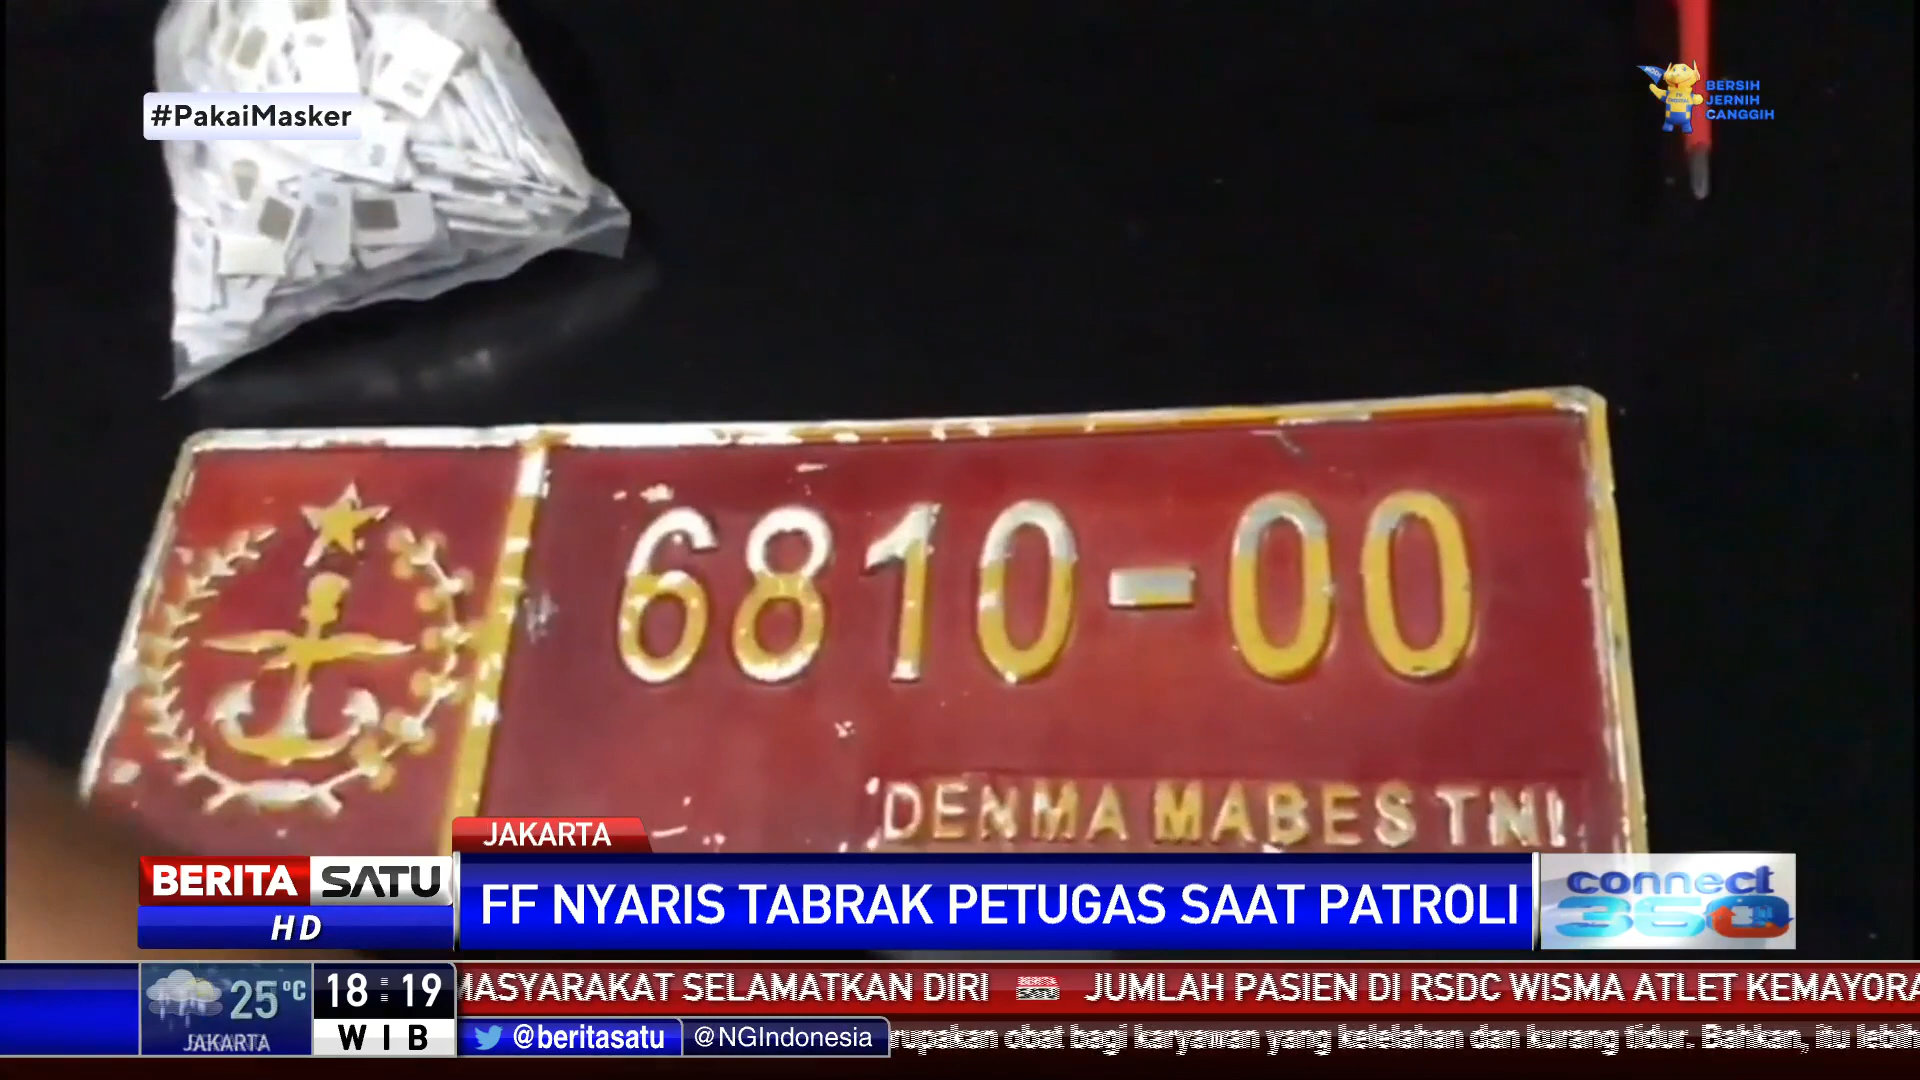 #PakaiMasker
BERSIH
JERNIH
CANGGIH
6810-00
DENMA MABES TNI
JAKARTA
BERITA SATU
HD
FF NYARIS TABRAK PETUGAS SAAT PATROLI
connect
360
25°C
JAKARTA
18:19
WIB
MASYARAKAT SELAMATKAN DIRI
JUMLAH PASIEN DI RSDC WISMA ATLET KEMAYORA
@beritasatu
@NGIndonesia
erupakan obat bagi karyawan yang kelelahan dan kurang tidur. Bahkan, itu lebih